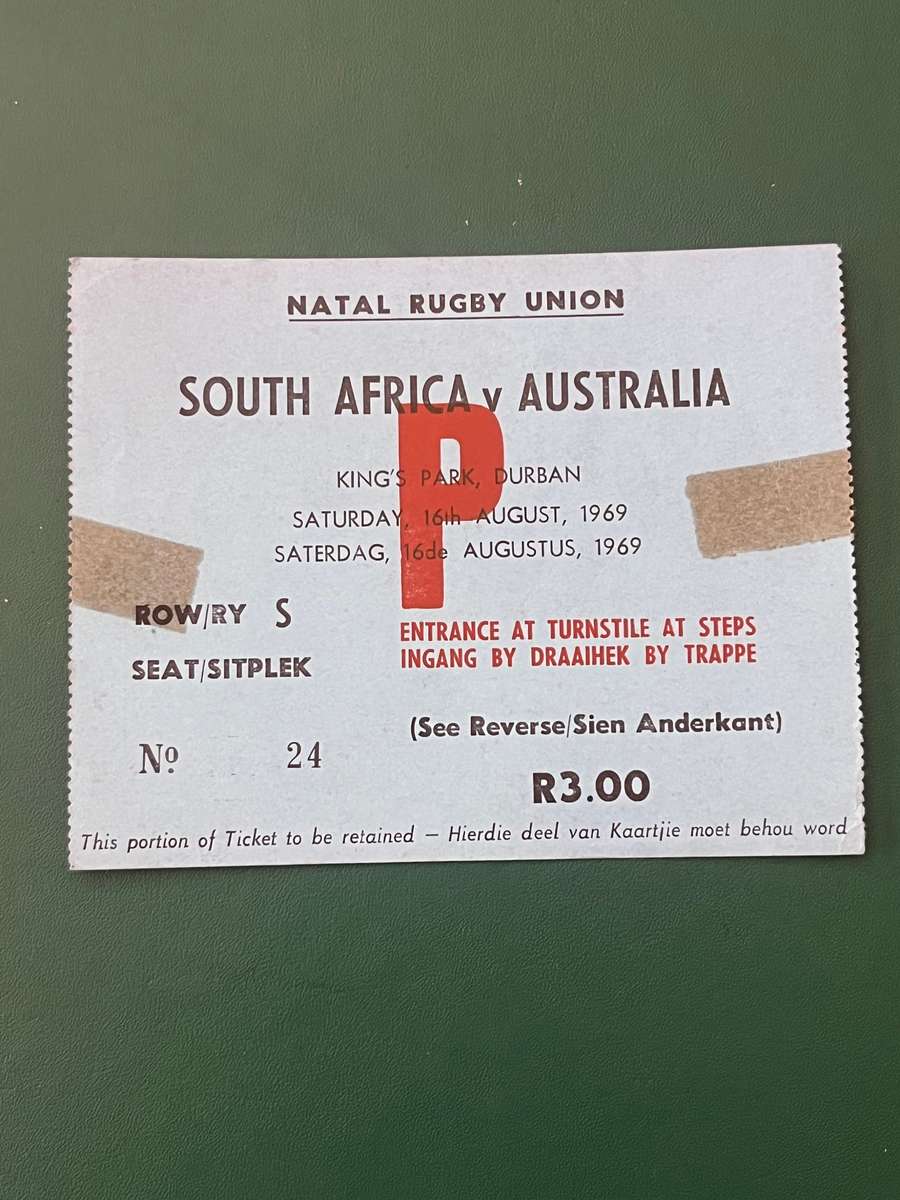 NATAL RUGBY UNION
SOUTH AFRICA v AUSTRALIA
P
KING'S PARK, DURBAN
SATURDAY, 16th AUGUST, 1969
SATERDAG, 16de AUGUSTUS, 1969
ROW/RY S
ENTRANCE AT TURNSTILE AT STEPS
INGANG BY DRAAIHEK BY TRAPPE
SEAT/SITPLEK
(See Reverse/Sien Anderkant)
Nº 24
R3.00
This portion of Ticket to be retained — Hierdie deel van Kaartjie moet behou word